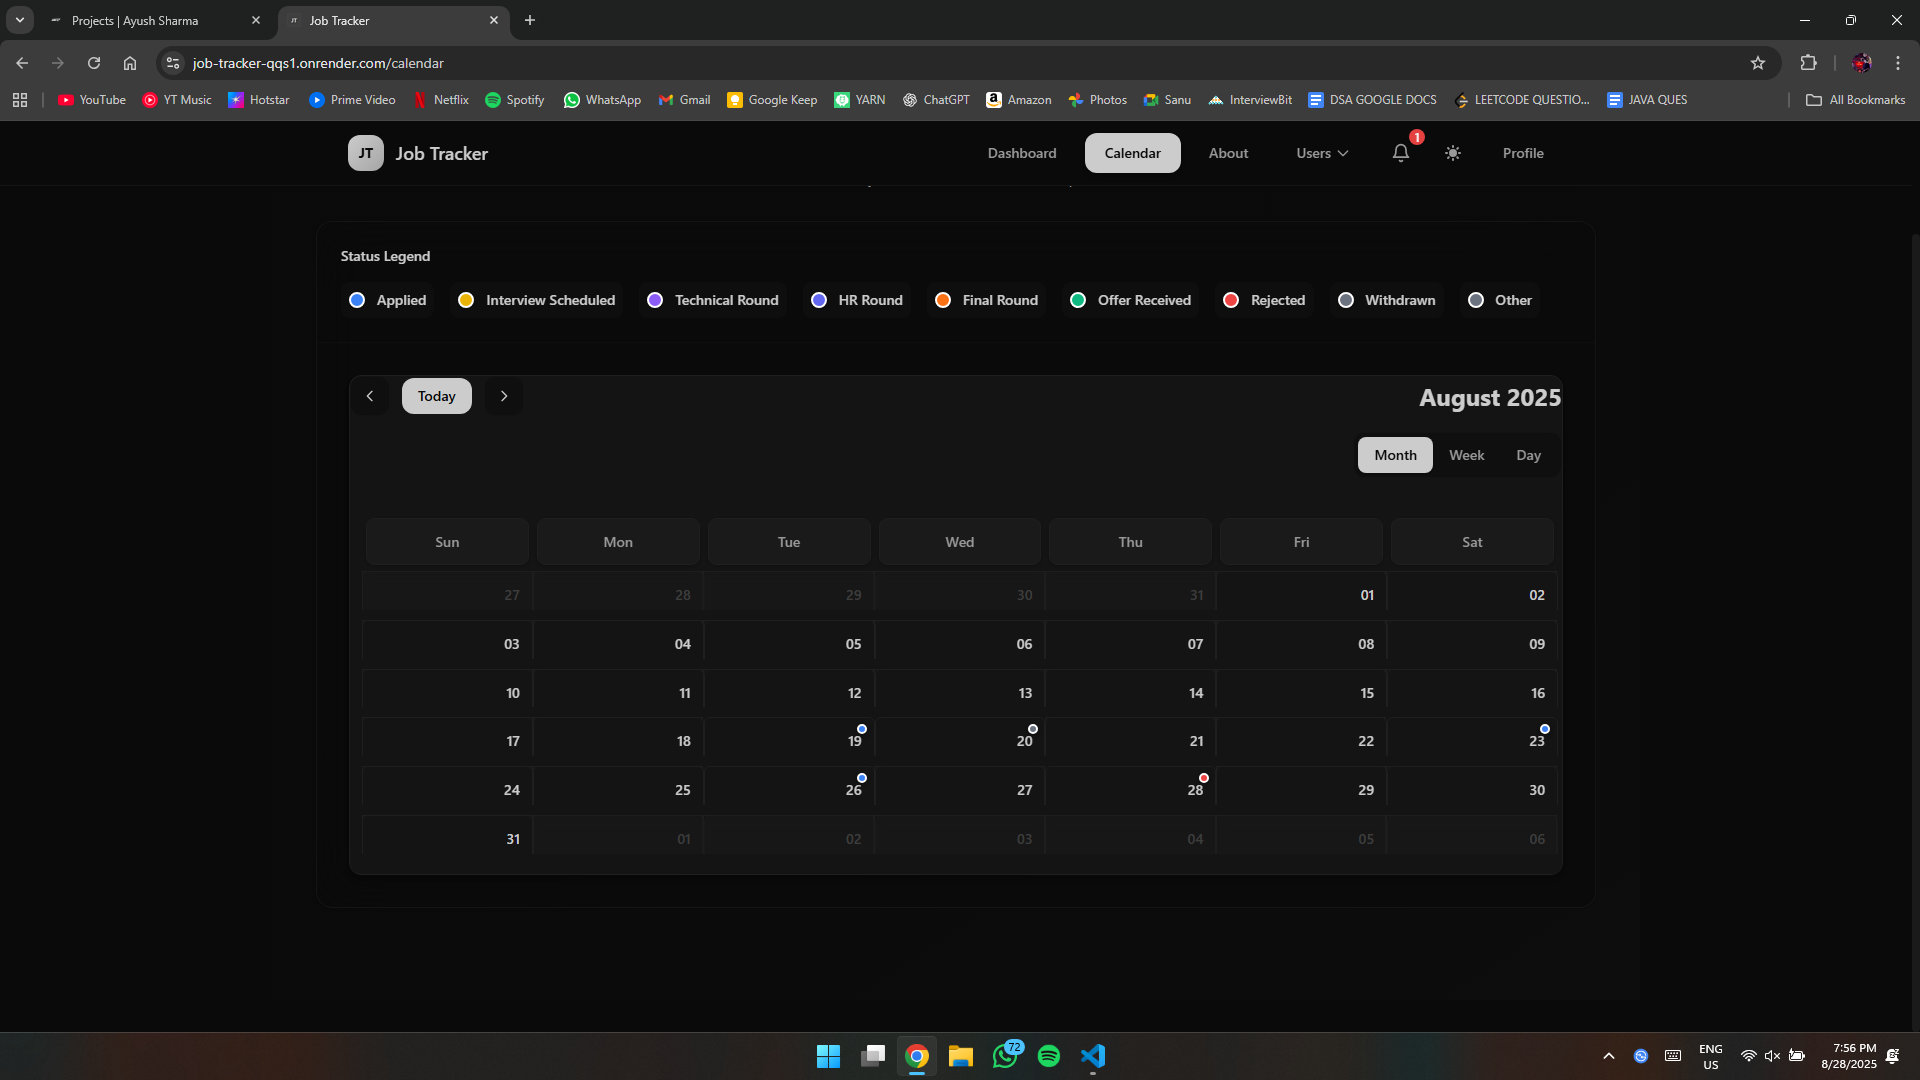 Projects | Ayush Sharma
JT Job Tracker
job-tracker-qqs1.onrender.com/calendar
YouTube YT Music Hotstar Prime Video Netflix Spotify WhatsApp Gmail Google Keep YARN ChatGPT Amazon Photos Sanu InterviewBit DSA GOOGLE DOCS LEETCODE QUESTIO... JAVA QUES All Bookmarks
JT Job Tracker Dashboard Calendar About Users 1 Profile
Status Legend
Applied Interview Scheduled Technical Round HR Round Final Round Offer Received Rejected Withdrawn Other
Today August 2025
Month Week Day
Sun Mon Tue Wed Thu Fri Sat
27 28 29 30 31 01 02
03 04 05 06 07 08 09
10 11 12 13 14 15 16
17 18 19 20 21 22 23
24 25 26 27 28 29 30
31 01 02 03 04 05 06
72
ENG
US
7:56 PM
8/28/2025